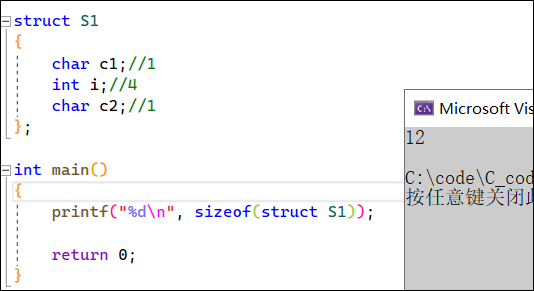 struct S1
{
char c1;//1
int i;//4
char c2;//1
};
int main()
{
printf("%d\n", sizeof(struct S1));
return 0;
}
Microsoft Vis
12
C:\code\C_cod
按任意键关闭